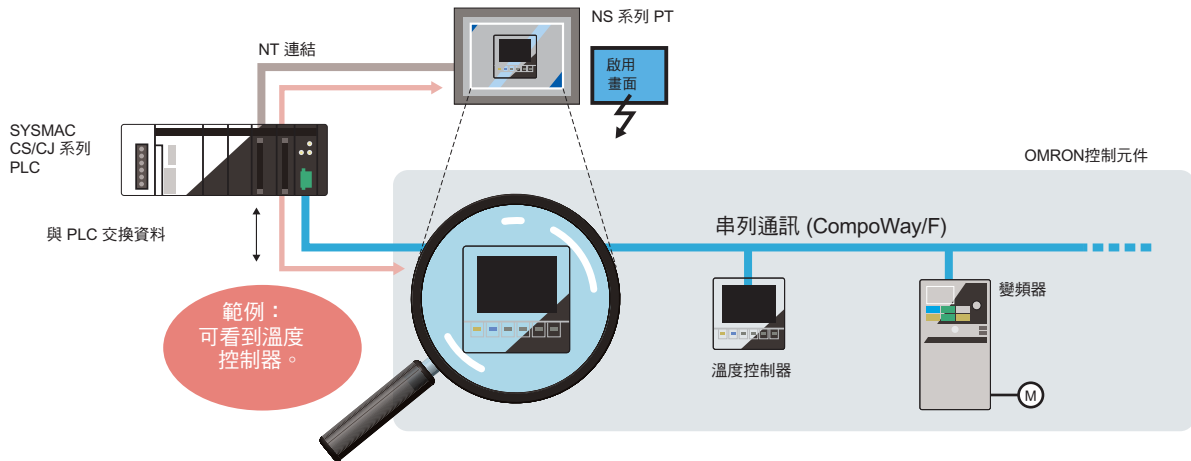 NS 系列 PT
NT 連結
啟用
畫面
SYSMAC
CS/CJ 系列
PLC
OMRON控制元件
與 PLC 交換資料
串列通訊 (CompoWay/F)
範例：
可看到溫度
控制器。
變頻器
溫度控制器
M